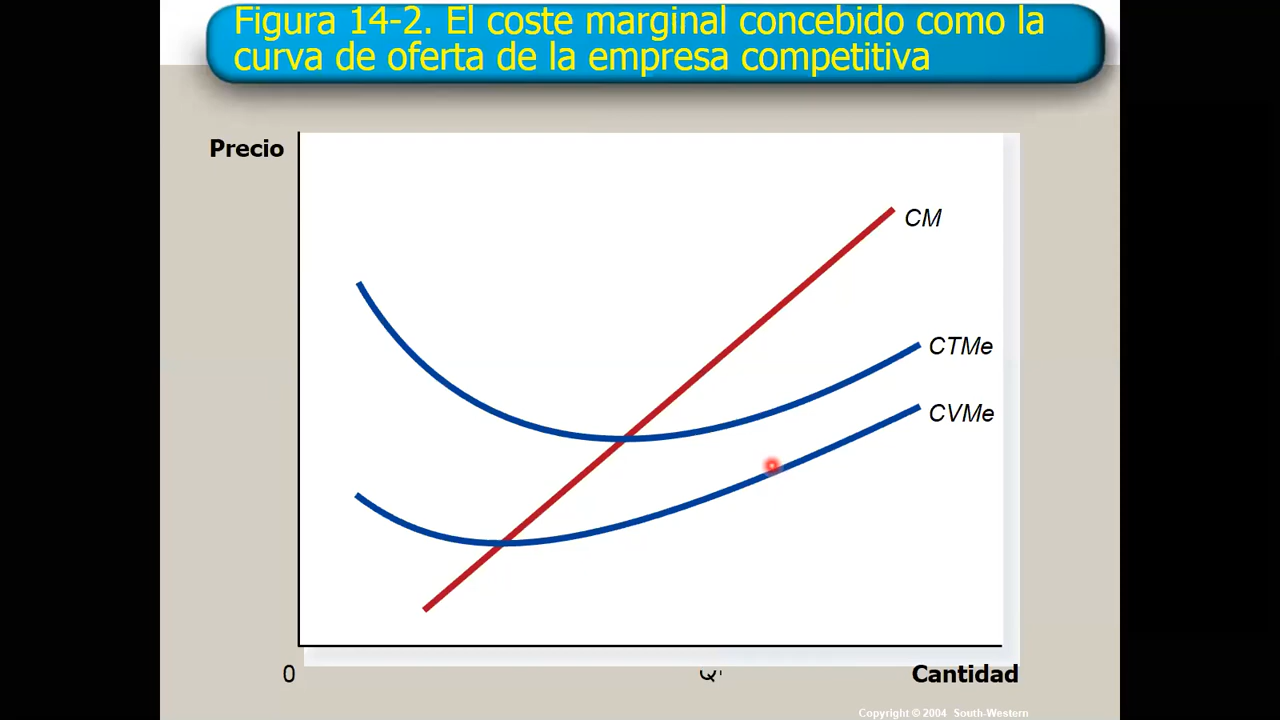 Figura 14-2. El coste marginal concebido como la
curva de oferta de la empresa competitiva
Precio
CM
CTMe
CVMe
0
Cantidad
Copyright © 2004 South-Western